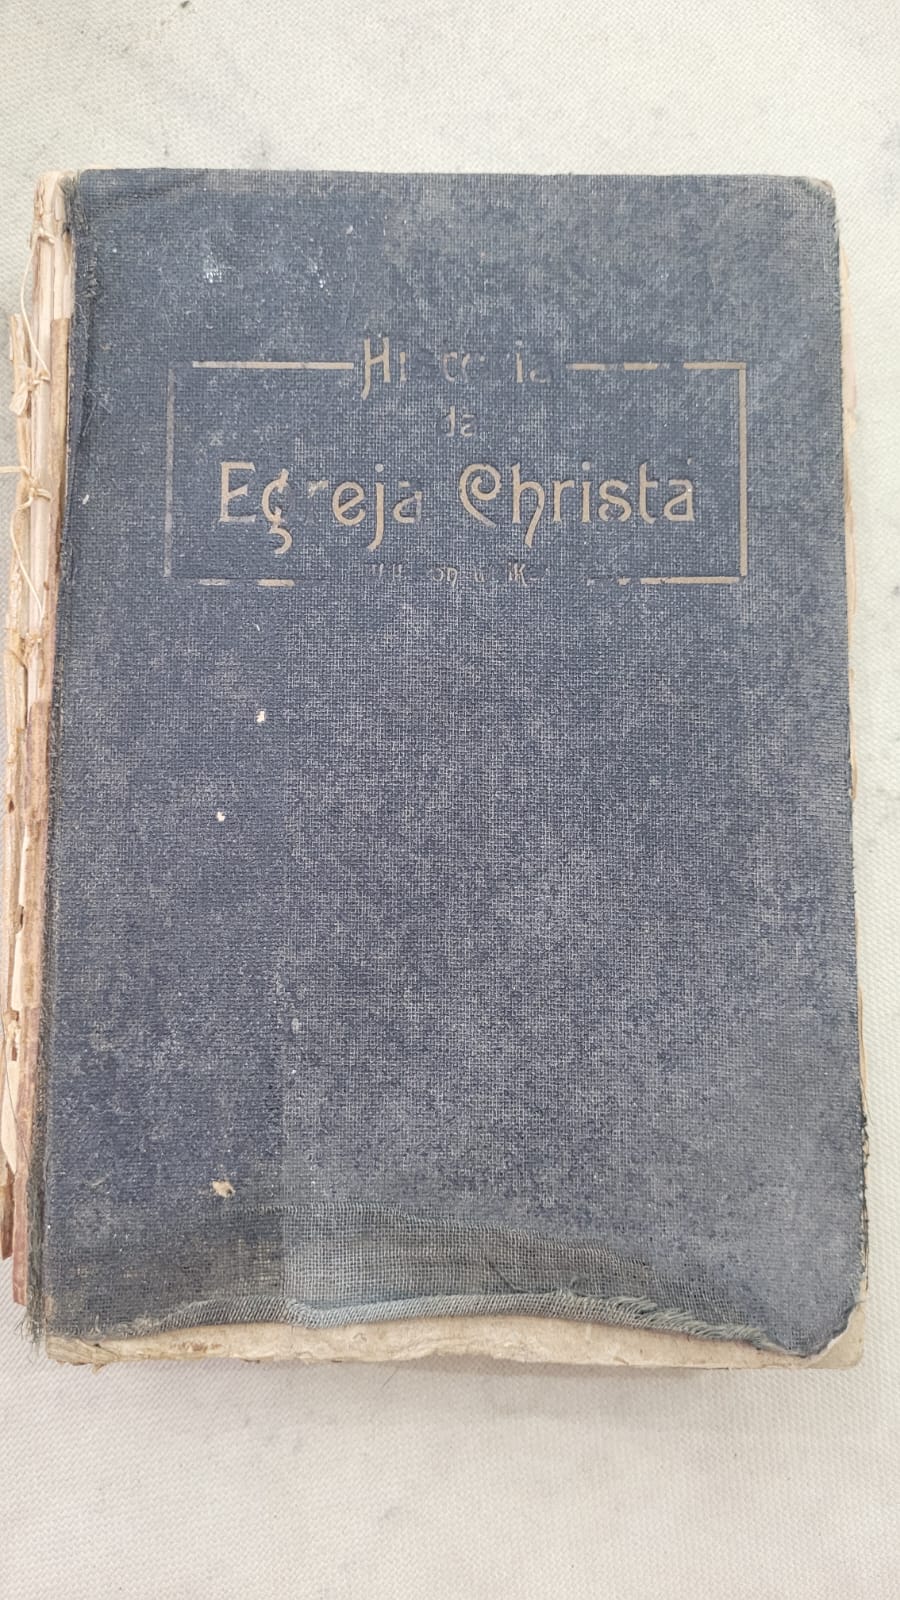 Historia
da
Egreja Christã